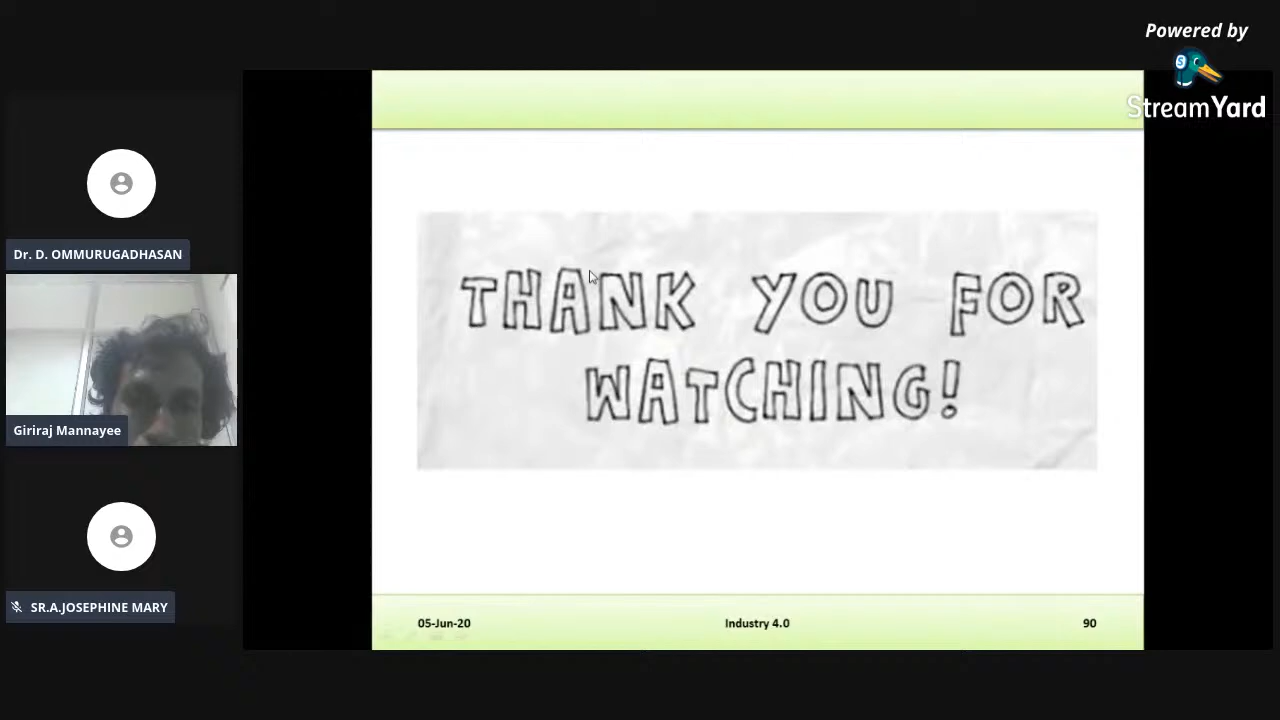 Powered by
StreamYard
Dr. D. OMMURUGADHASAN
Giriraj Mannayee
SR.A.JOSEPHINE MARY
THANK YOU FOR
WATCHING!
05-Jun-20 Industry 4.0 90